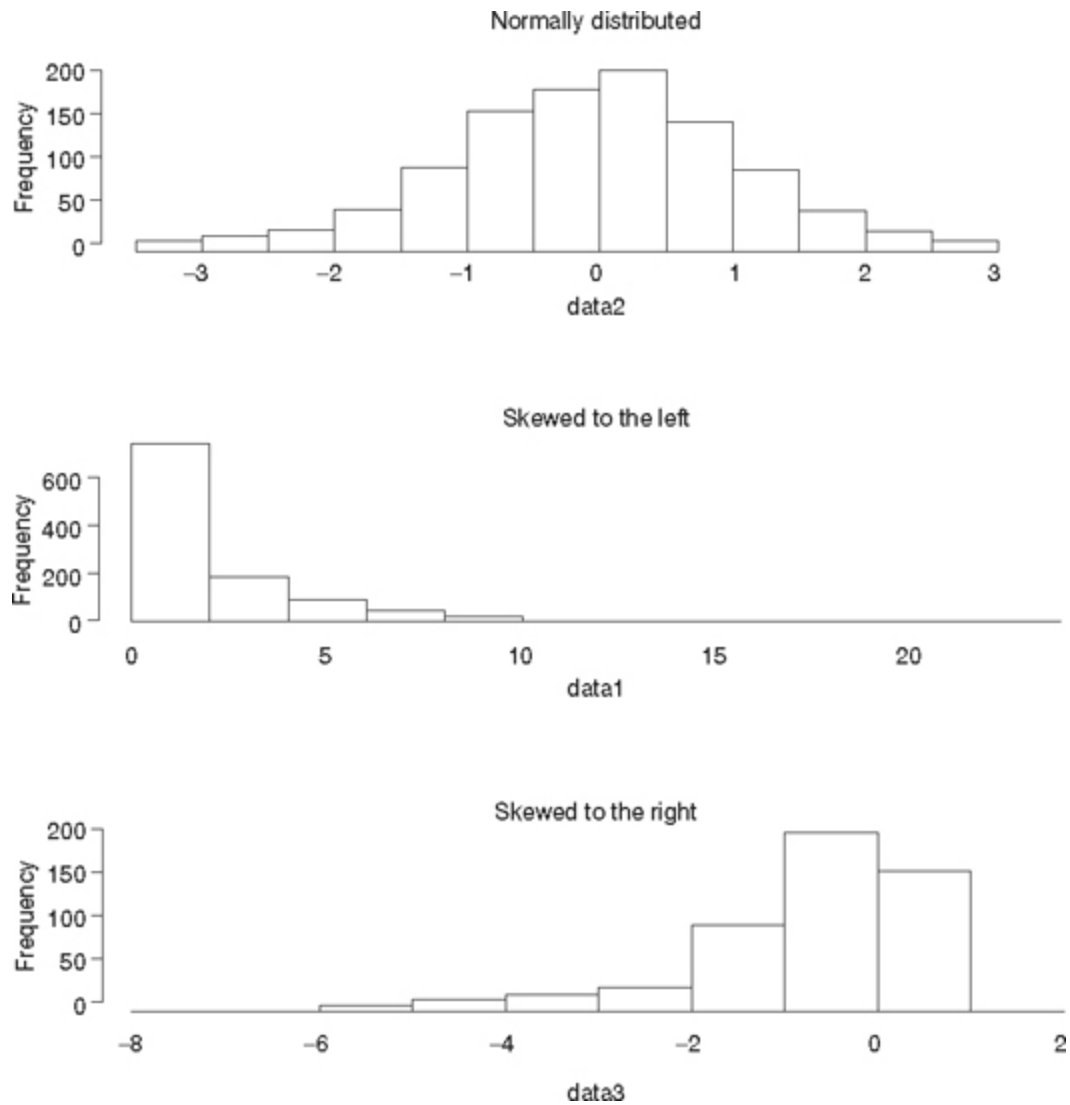 Normally distributed
200
150
100
50
0
Frequency
−3 −2 −1 0 1 2 3
data2
Skewed to the left
600
400
200
0
Frequency
0 5 10 15 20
data1
Skewed to the right
200
150
100
50
0
Frequency
−8 −6 −4 −2 0 2
data3